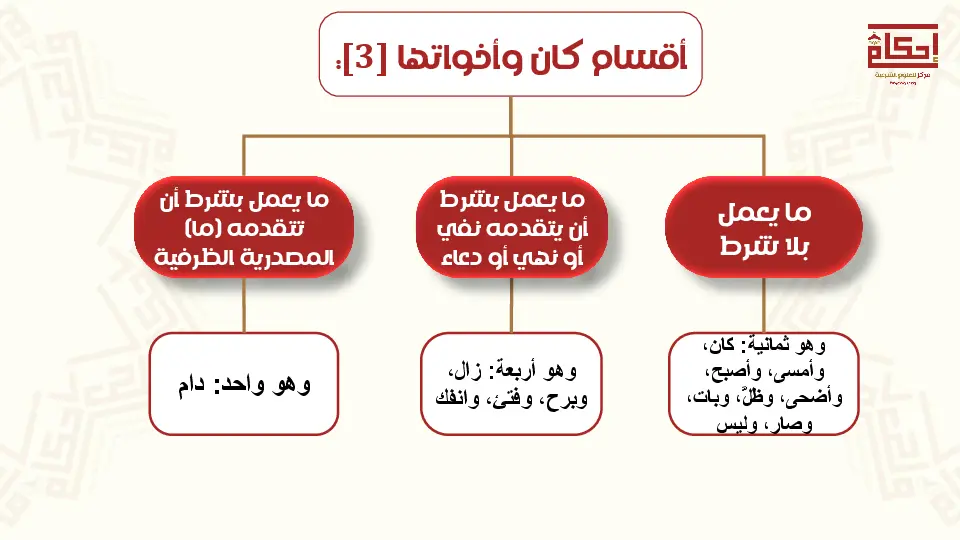 أقسام كان وأخواتها [3]:
إحكام
مركز للعلوم الشرعية
ما يعمل
بلا شرط
وهو ثمانية: كان،
وأمسى، وأصبح،
وأضحى، وظلَّ، وبات،
وصار، وليس
ما يعمل بشرط
أن يتقدمه نفي
أو نهي أو دعاء
وهو أربعة: زال،
وبرح، وفتئ، وانفك
ما يعمل بشرط أن
تتقدمه (ما)
المصدرية الظرفية
وهو واحد: دام